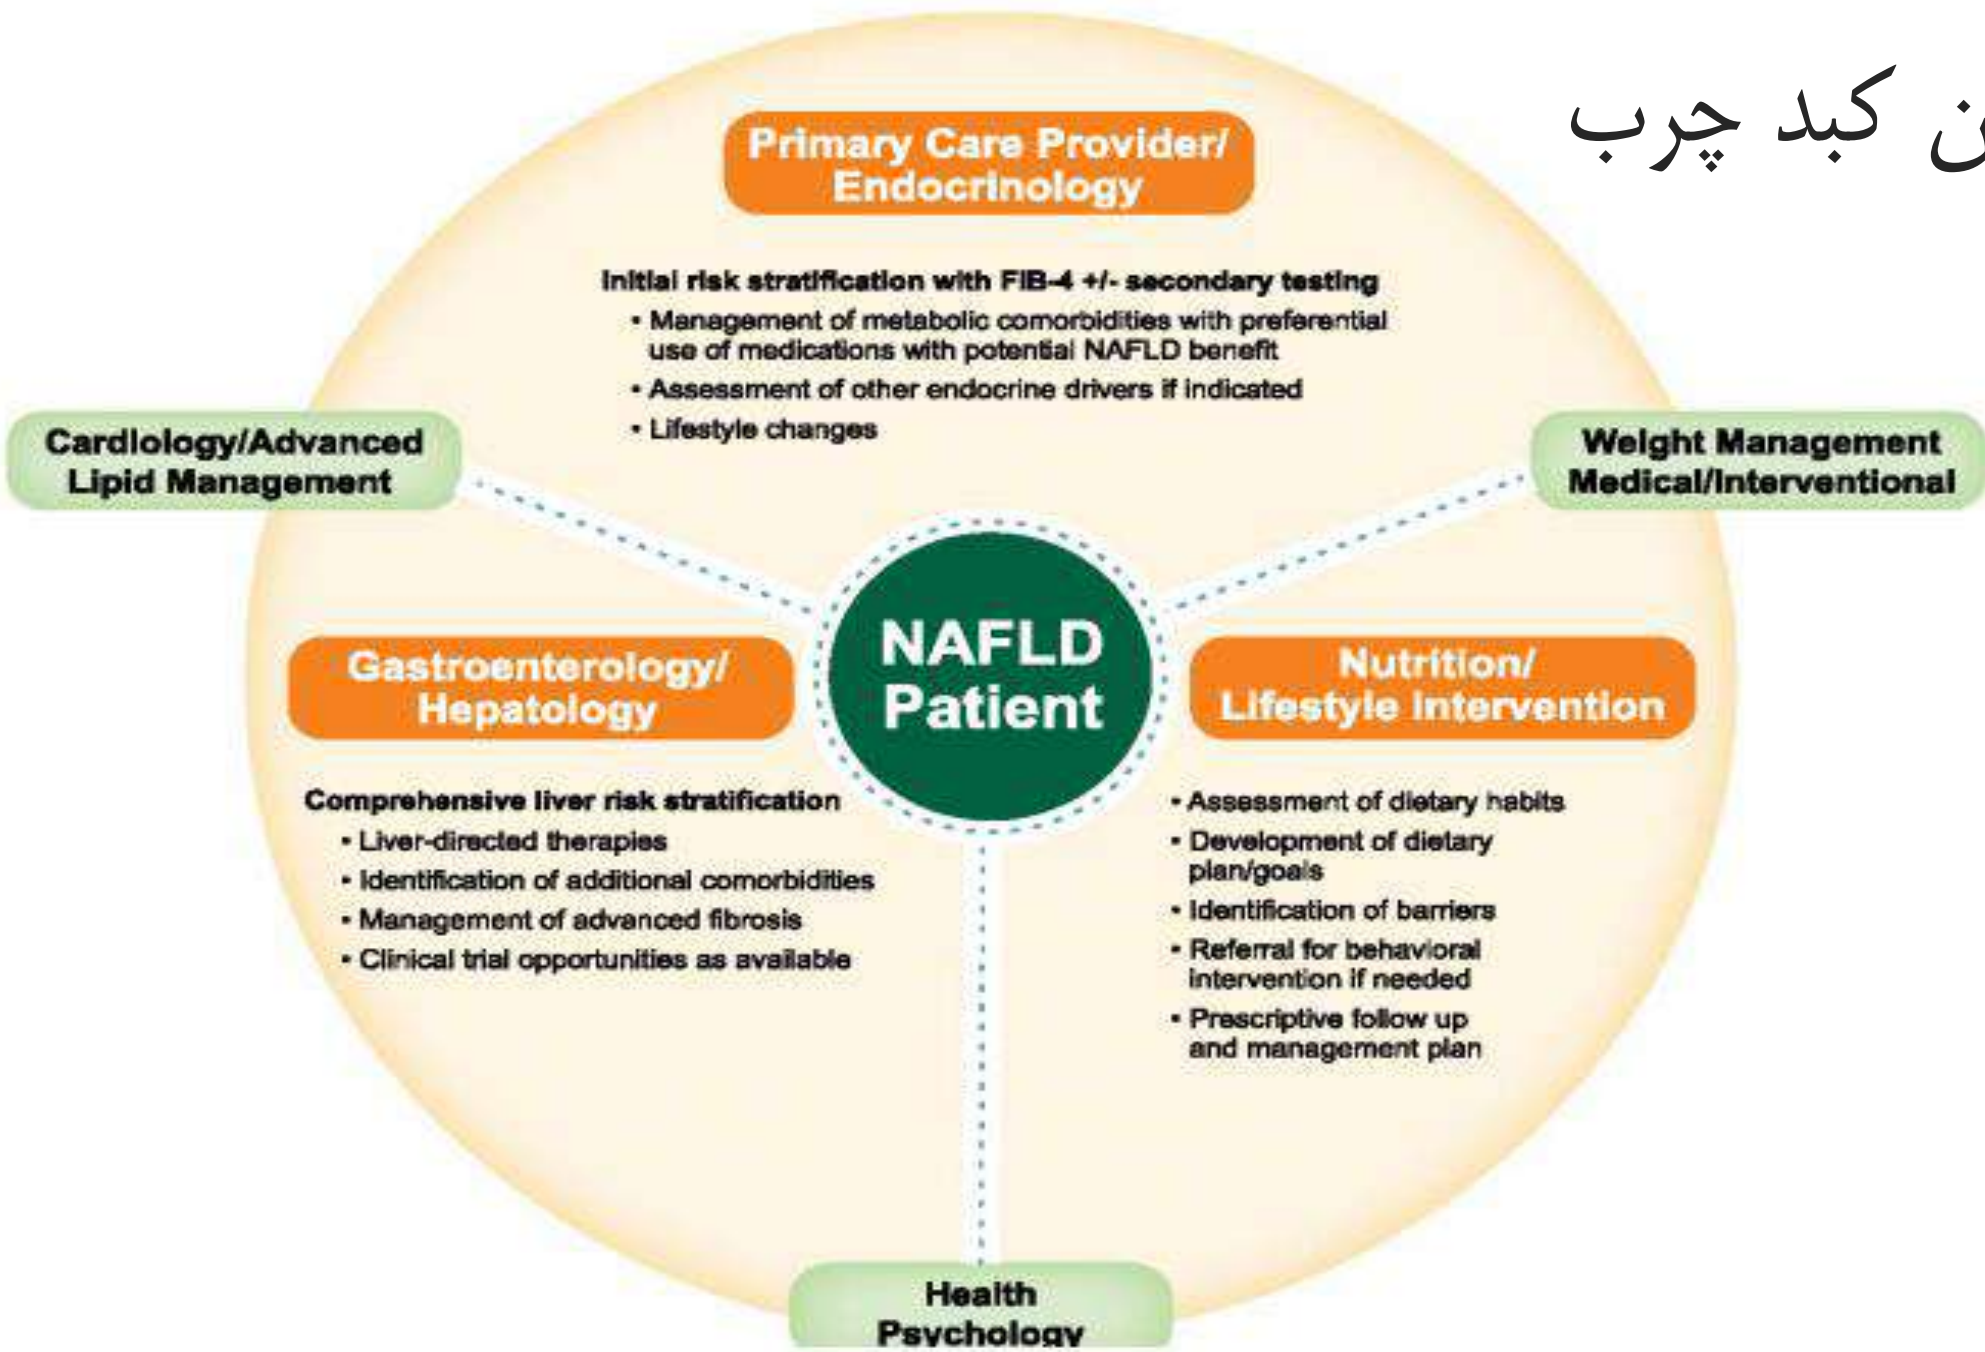 ن کبد چرب
Primary Care Provider/
Endocrinology
Initial risk stratification with FIB-4 +/- secondary testing
• Management of metabolic comorbidities with preferential
use of medications with potential NAFLD benefit
• Assessment of other endocrine drivers if indicated
• Lifestyle changes
Cardiology/Advanced
Lipid Management
Weight Management
Medical/Interventional
NAFLD
Patient
Gastroenterology/
Hepatology
Comprehensive liver risk stratification
• Liver-directed therapies
• Identification of additional comorbidities
• Management of advanced fibrosis
• Clinical trial opportunities as available
Nutrition/
Lifestyle Intervention
• Assessment of dietary habits
• Development of dietary
plan/goals
• Identification of barriers
• Referral for behavioral
intervention if needed
• Prescriptive follow up
and management plan
Health
Psychology